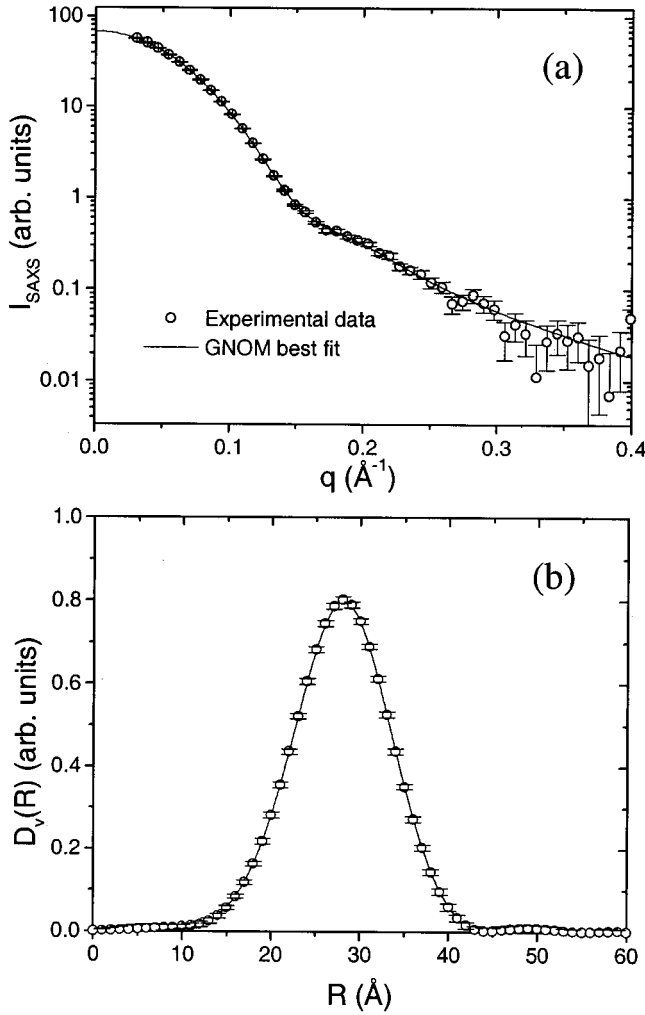 100
(a)
10
1
0.1
0.01
I_SAXS (arb. units)
Experimental data
GNOM best fit
0.0 0.1 0.2 0.3 0.4
q (Å⁻¹)
1.0
(b)
0.8
0.6
0.4
0.2
0.0
D_v(R) (arb. units)
0 10 20 30 40 50 60
R (Å)